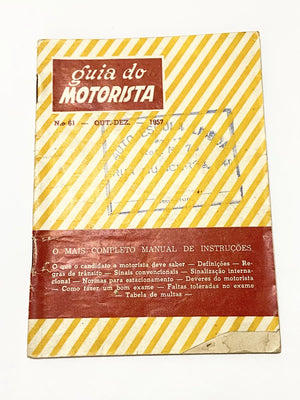 guia do
MOTORISTA
N.o 61 — OUT.-DEZ. — 1957
AUTO ESCOLA
O MAIS COMPLETO MANUAL DE INSTRUÇÕES
O que o candidato a motorista deve saber — Definições — Re-
gras de trânsito — Sinais convencionais — Sinalização interna-
cional — Normas para estacionamento — Deveres do motorista
— Como fazer um bom exame — Faltas toleradas no exame
— Tabela de multas —